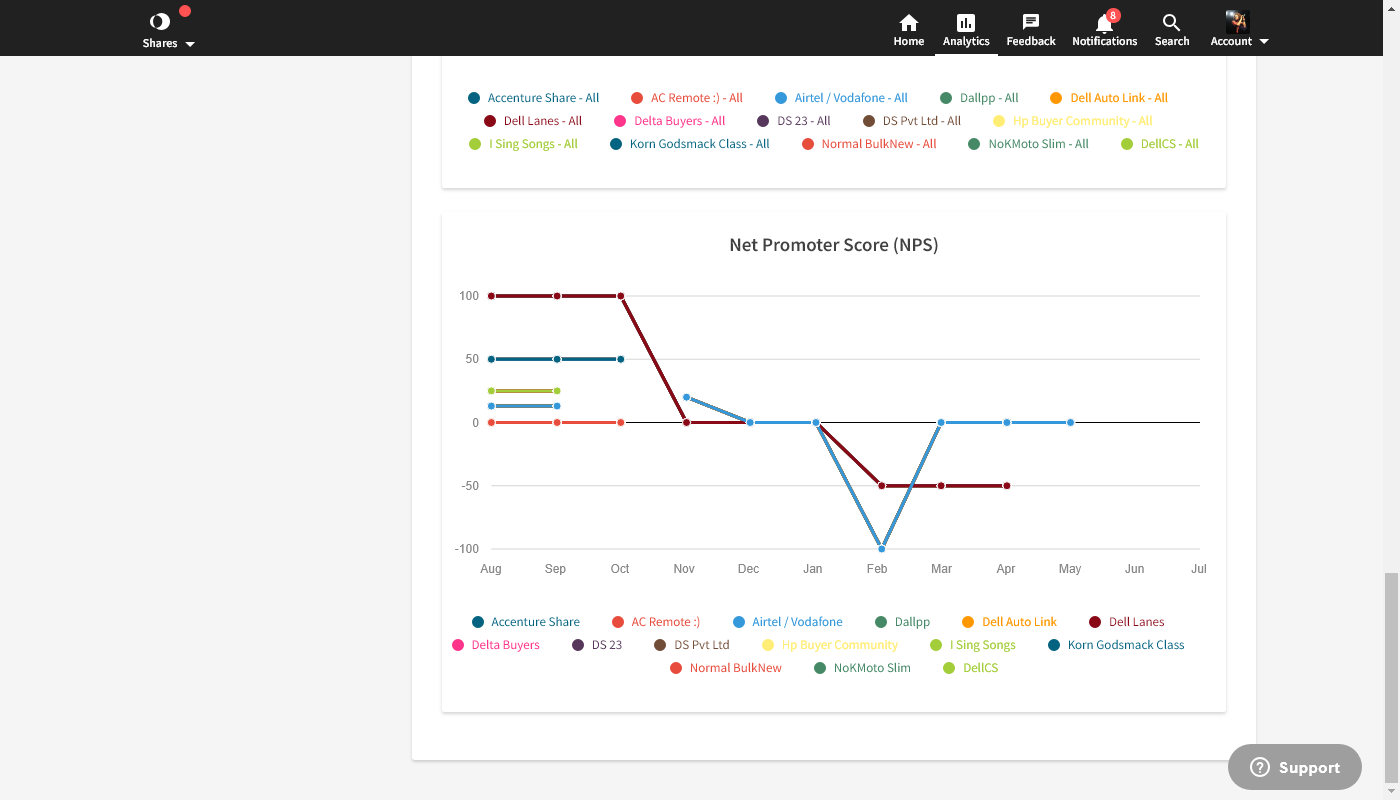 Shares
Home Analytics Feedback Notifications 8 Search Account
Accenture Share - All AC Remote :) - All Airtel / Vodafone - All Dallpp - All Dell Auto Link - All
Dell Lanes - All Delta Buyers - All DS 23 - All DS Pvt Ltd - All Hp Buyer Community - All
I Sing Songs - All Korn Godsmack Class - All Normal BulkNew - All NoKMoto Slim - All DellCS - All
Net Promoter Score (NPS)
100
50
0
-50
-100
Aug Sep Oct Nov Dec Jan Feb Mar Apr May Jun Jul
Accenture Share AC Remote :) Airtel / Vodafone Dallpp Dell Auto Link Dell Lanes
Delta Buyers DS 23 DS Pvt Ltd Hp Buyer Community I Sing Songs Korn Godsmack Class
Normal BulkNew NoKMoto Slim DellCS
Support